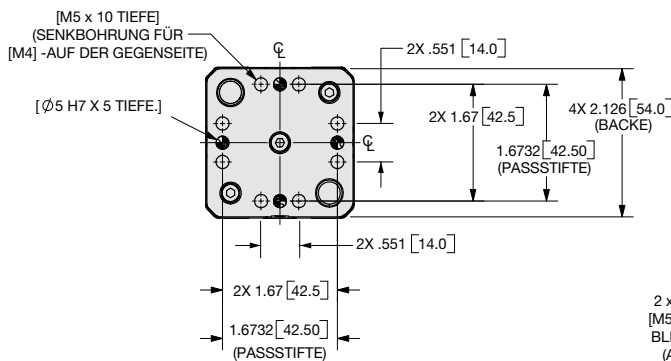 [M5 x 10 TIEFE]
(SENKBOHRUNG FÜR
[M4] -AUF DER GEGENSEITE)
℄
2X .551 [14.0]
[Ø5 H7 X 5 TIEFE.]
2X 1.67 [42.5]
4X 2.126 [54.0]
(BACKE)
℄
1.6732 [42.50]
(PASSSTIFTE)
2X .551 [14.0]
2X 1.67 [42.5]
1.6732 [42.50]
(PASSSTIFTE)
2 x
[M5
BL
(A